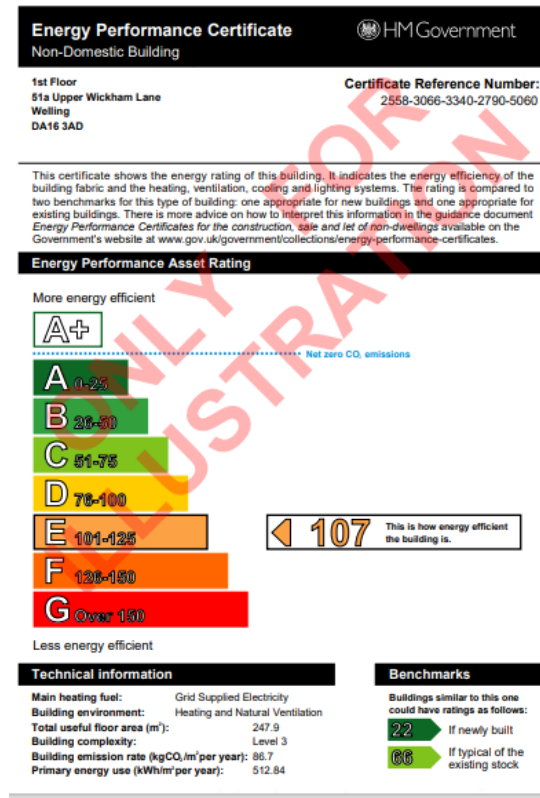 Energy Performance Certificate
Non-Domestic Building
HM Government
1st Floor
51a Upper Wickham Lane
Welling
DA16 3AD
Certificate Reference Number:
2558-3066-3340-2790-5060
This certificate shows the energy rating of this building. It indicates the energy efficiency of the
building fabric and the heating, ventilation, cooling and lighting systems. The rating is compared to
two benchmarks for this type of building: one appropriate for new buildings and one appropriate for
existing buildings. There is more advice on how to interpret this information in the guidance document
Energy Performance Certificates for the construction, sale and let of non-dwellings available on the
Government's website at www.gov.uk/government/collections/energy-performance-certificates.
Energy Performance Asset Rating
More energy efficient
A+
Net zero CO₂ emissions
A 0-25
B 26-50
C 51-75
D 76-100
E 101-125
107
This is how energy efficient
the building is.
F 126-150
G Over 150
Less energy efficient
ONLY FOR
ILLUSTRATION
Technical information
Main heating fuel: Grid Supplied Electricity
Building environment: Heating and Natural Ventilation
Total useful floor area (m²): 247.9
Building complexity: Level 3
Building emission rate (kgCO₂/m²per year): 86.7
Primary energy use (kWh/m²per year): 512.84
Benchmarks
Buildings similar to this one
could have ratings as follows:
22 If newly built
66 If typical of the
existing stock